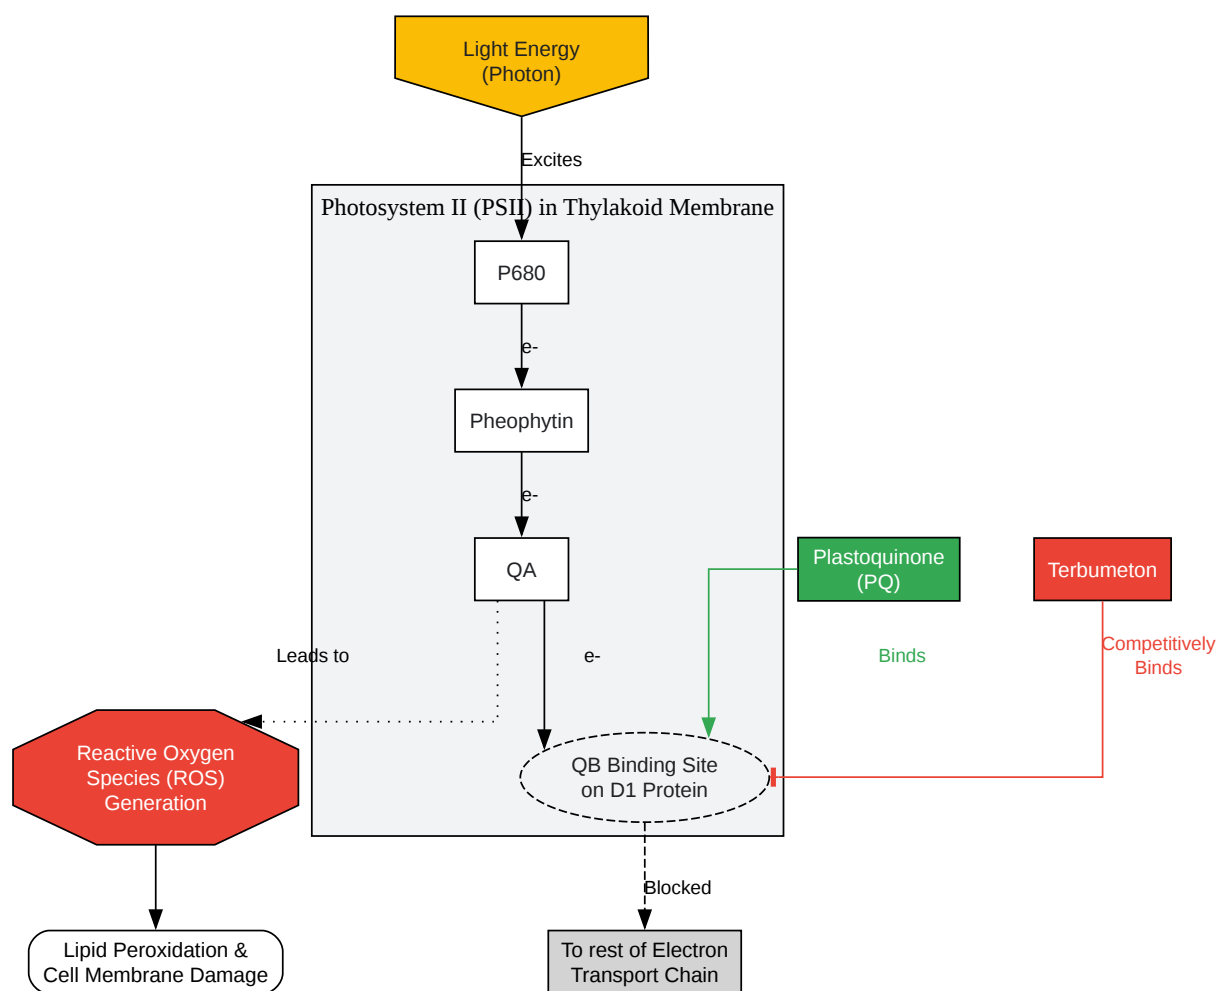 Light Energy
(Photon)
Excites
Photosystem II (PSII) in Thylakoid Membrane
P680
e-
Pheophytin
e-
QA
Plastoquinone
(PQ)
Terbumeton
Leads to
e-
Binds
Competitively
Binds
Reactive Oxygen
Species (ROS)
Generation
QB Binding Site
on D1 Protein
Blocked
Lipid Peroxidation &
Cell Membrane Damage
To rest of Electron
Transport Chain